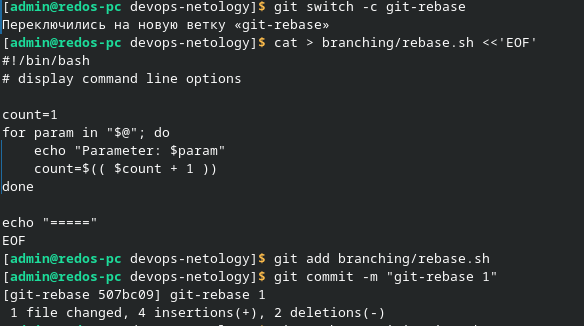 [admin@redos-pc devops-netology]$ git switch -c git-rebase
Переключились на новую ветку «git-rebase»
[admin@redos-pc devops-netology]$ cat > branching/rebase.sh <<'EOF'
#!/bin/bash
# display command line options

count=1
for param in "$@"; do
    echo "Parameter: $param"
    count=$(( $count + 1 ))
done

echo "====="
EOF
[admin@redos-pc devops-netology]$ git add branching/rebase.sh
[admin@redos-pc devops-netology]$ git commit -m "git-rebase 1"
[git-rebase 507bc09] git-rebase 1
 1 file changed, 4 insertions(+), 2 deletions(-)